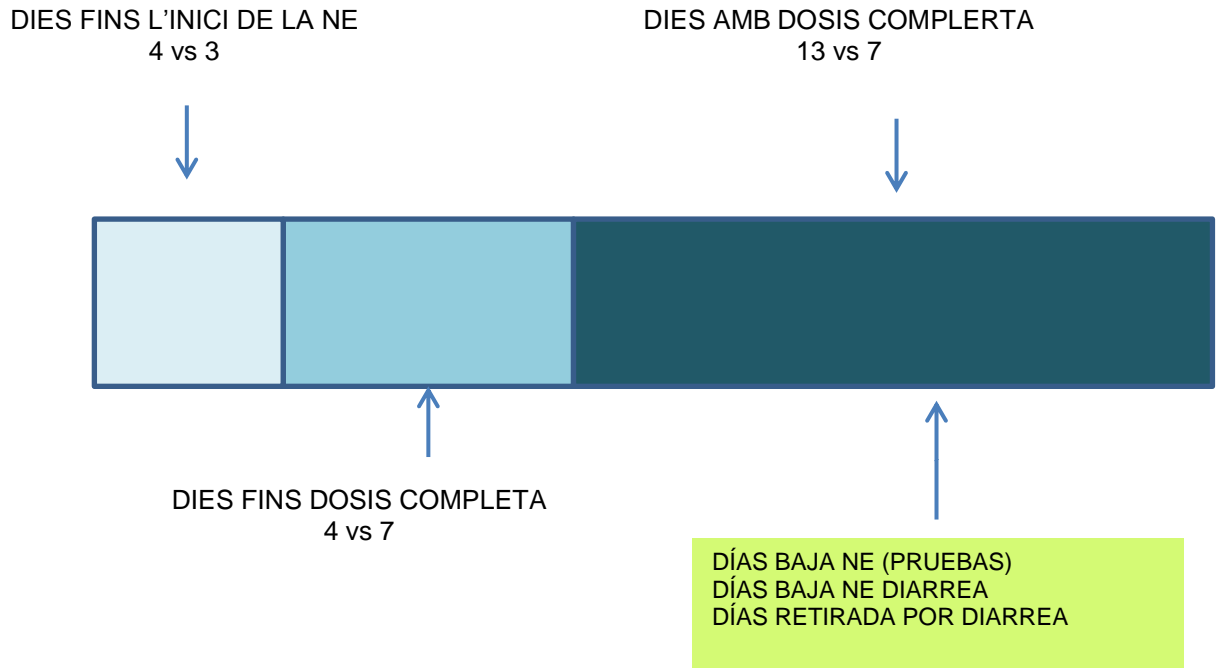 DIES FINS L'INICI DE LA NE
4 vs 3
DIES AMB DOSIS COMPLERTA
13 vs 7
DIES FINS DOSIS COMPLETA
4 vs 7
DÍAS BAJA NE (PRUEBAS)
DÍAS BAJA NE DIARREA
DÍAS RETIRADA POR DIARREA